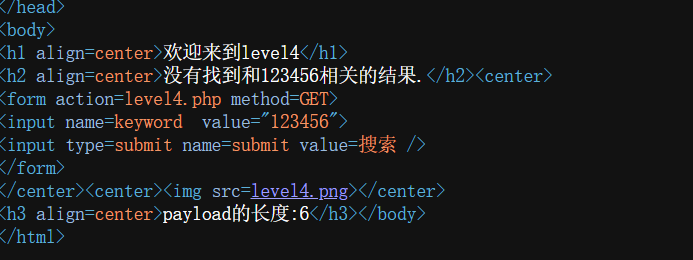 </head>
<body>
<h1 align=center>欢迎来到level4</h1>
<h2 align=center>没有找到和123456相关的结果.</h2><center>
<form action=level4.php method=GET>
<input name=keyword  value="123456">
<input type=submit name=submit value=搜索 />
</form>
</center><center><img src=level4.png></center>
<h3 align=center>payload的长度:6</h3></body>
</html>